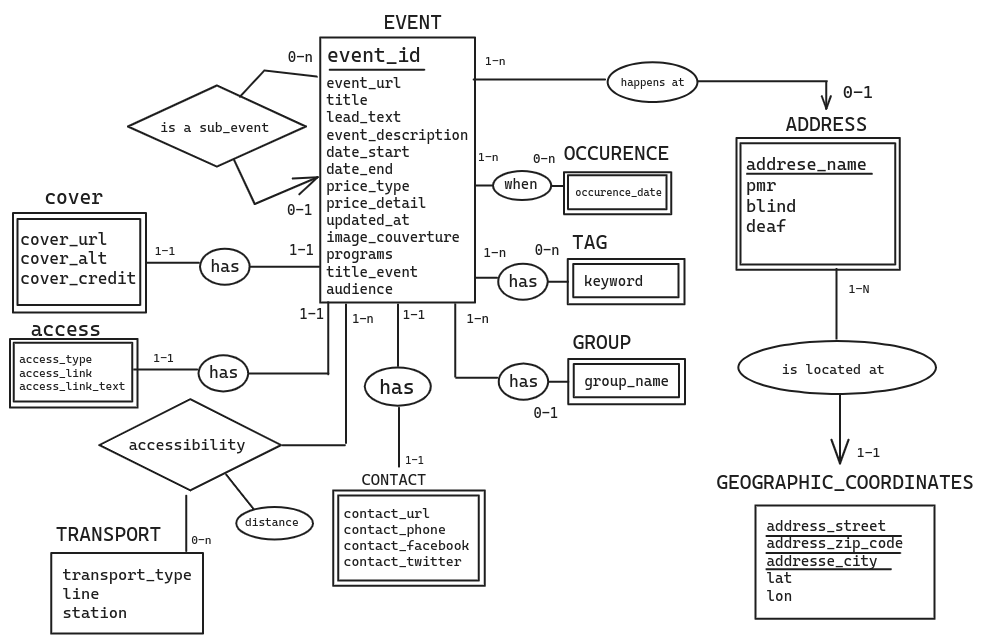 EVENT
event_id
event_url
title
lead_text
event_description
date_start
date_end
price_type
price_detail
updated_at
image_couverture
programs
title_event
audience
0-n
is a sub_event
0-1
1-n
happens at
0-1
ADDRESS
addrese_name
pmr
blind
deaf
1-n
when
0-n
OCCURENCE
occurence_date
cover
cover_url
cover_alt
cover_credit
1-1
has
1-1
1-n
has
0-n
TAG
keyword
access
access_type
access_link
access_link_text
1-1
has
1-1
1-n
accessibility
distance
0-n
TRANSPORT
transport_type
line
station
1-1
has
1-1
CONTACT
contact_url
contact_phone
contact_facebook
contact_twitter
1-n
has
0-1
GROUP
group_name
1-N
is located at
1-1
GEOGRAPHIC_COORDINATES
address_street
address_zip_code
addresse_city
lat
lon